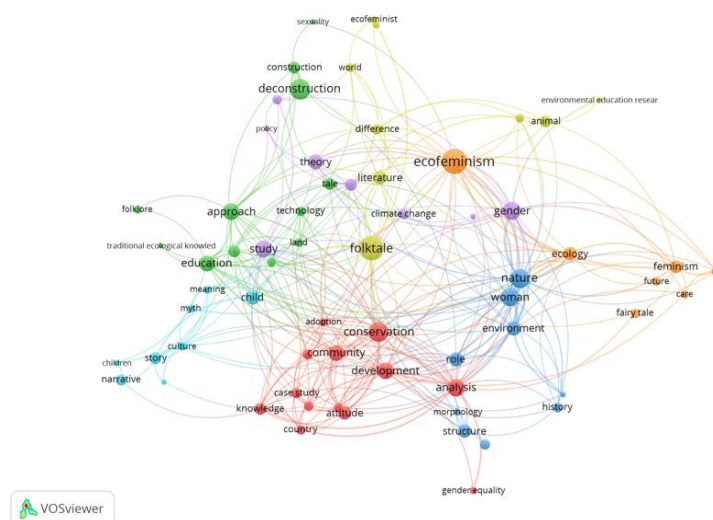 sexuality
ecofeminist
construction
world
deconstruction
environmental education resear
policy
difference
animal
theory
ecofeminism
tale
literature
folklore
approach
technology
climate change
gender
traditional ecological knowled
study
land
folktale
education
ecology
feminism
meaning
child
nature
future
myth
woman
care
adoption
conservation
environment
fairy tale
culture
children
story
community
role
narrative
development
case study
analysis
knowledge
attitude
morphology
history
country
structure
gender equality
VOSviewer